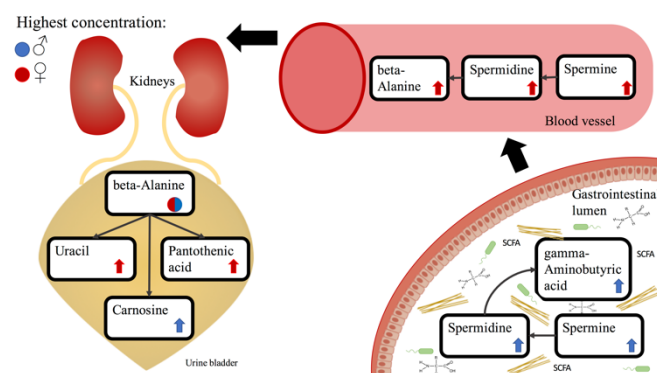 Highest concentration:
♂
♀
Kidneys
beta-Alanine
Uracil
Pantothenic
acid
Carnosine
Urine bladder
beta-
Alanine
Spermidine
Spermine
Blood vessel
Gastrointestina
lumen
SCFA
SCFA
gamma-
Aminobutyric
acid
Spermidine
Spermine
SCFA